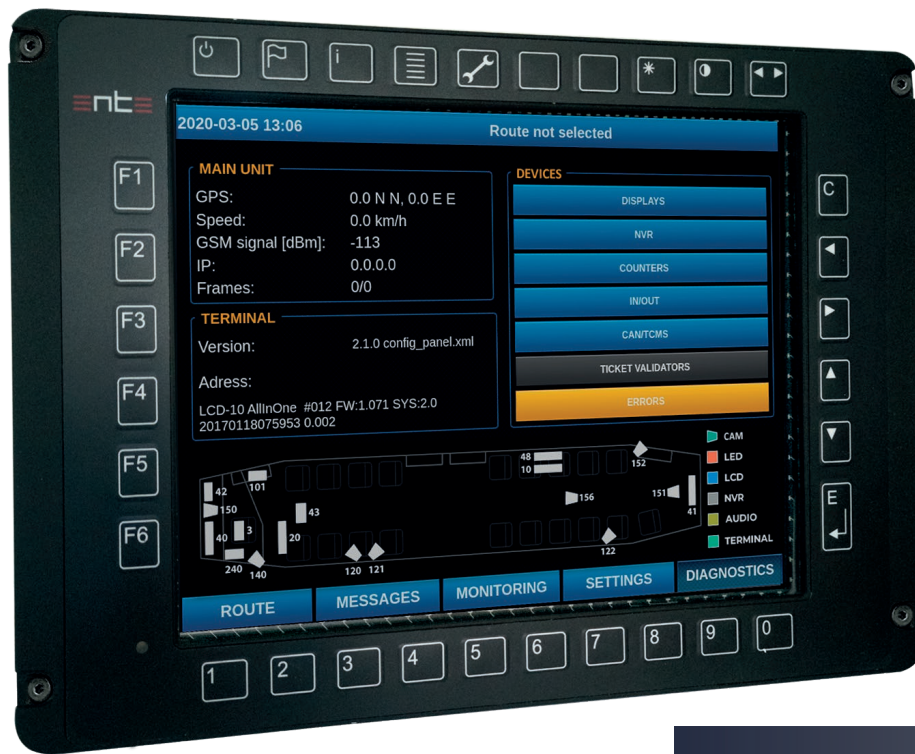 i
ente
2020-03-05 13:06
Route not selected
F1
F2
F3
F4
F5
F6
MAIN UNIT
GPS: 0.0 N N, 0.0 E E
Speed: 0.0 km/h
GSM signal [dBm]: -113
IP: 0.0.0.0
Frames: 0/0
TERMINAL
Version: 2.1.0 config_panel.xml
Adress:
LCD-10 AllInOne #012 FW:1.071 SYS:2.0
20170118075953 0.002
DEVICES
DISPLAYS
NVR
COUNTERS
IN/OUT
CAN/TCMS
TICKET VALIDATORS
ERRORS
C
E
42
101
150
43
40
3
20
240
140
120 121
48
10
152
156
151
41
122
CAM
LED
LCD
NVR
AUDIO
TERMINAL
ROUTE
MESSAGES
MONITORING
SETTINGS
DIAGNOSTICS
1 2 3 4 5 6 7 8 9 0